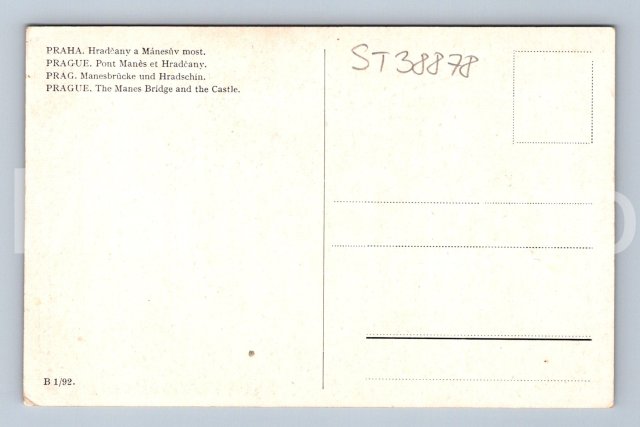 PRAHA. Hradčany a Mánesův most.
PRAGUE. Pont Manès et Hradčany.
PRAG. Manesbrücke und Hradschin.
PRAGUE. The Manes Bridge and the Castle.
ST38878
B 1/92.